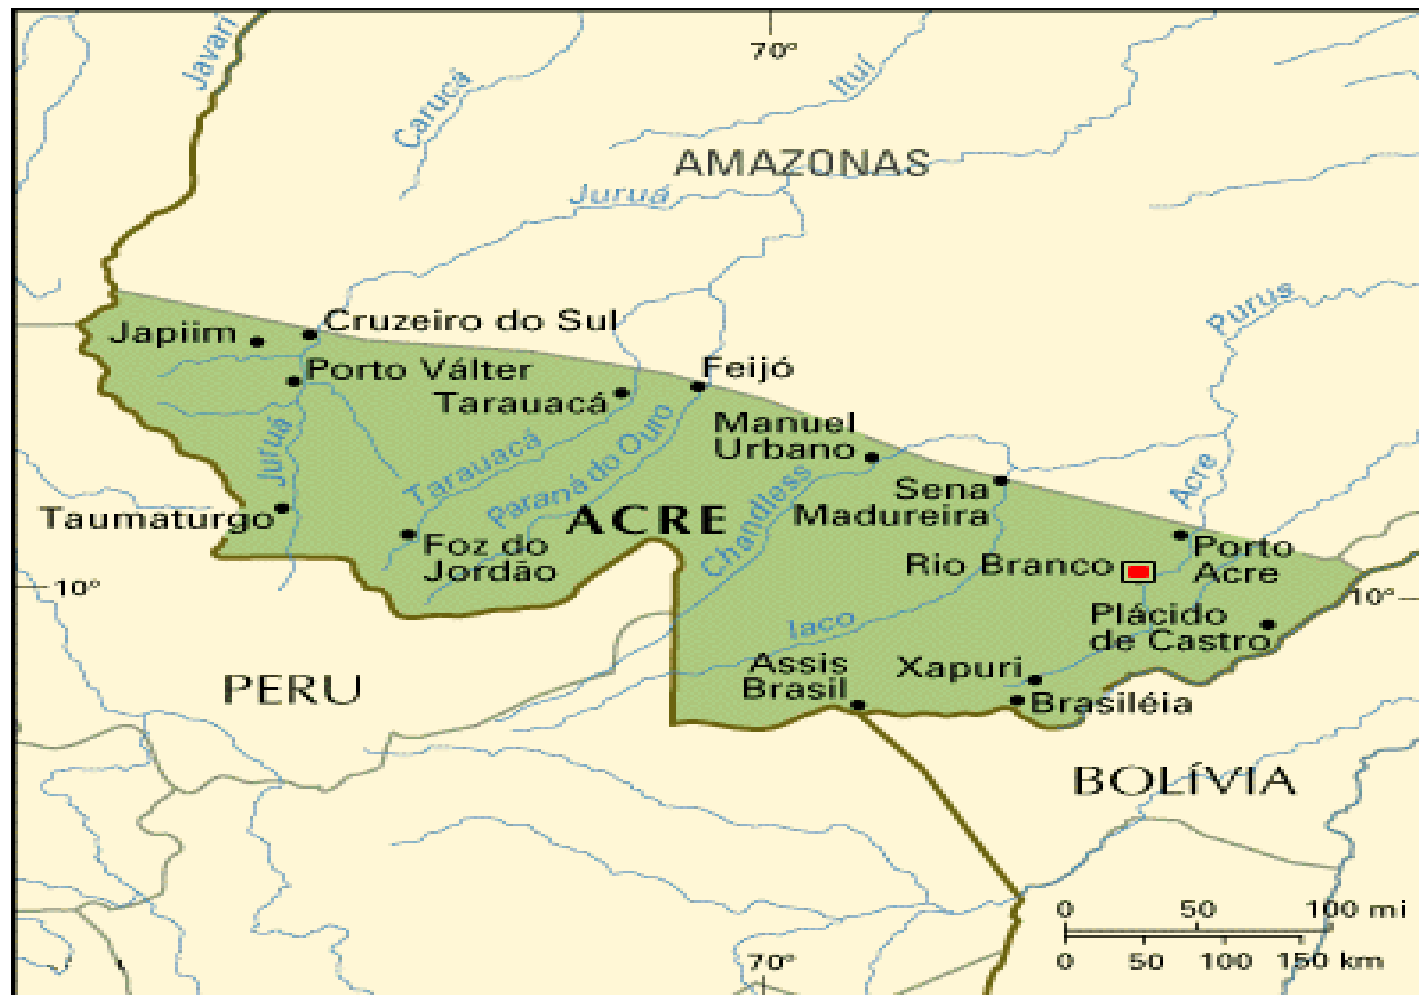 70°
Javari
Carucá
Ituí
AMAZONAS
Juruá
Purus
Cruzeiro do Sul
Japiim
Porto Válter
Feijó
Tarauacá
Manuel
Urbano
Juruá
Tarauacá
Paraná do Ouro
Chandless
Acre
Sena
Madureira
Taumaturgo
ACRE
Foz do
Jordão
Porto
Acre
Rio Branco
10°
10°
Plácido
de Castro
Iaco
Assis
Brasil
Xapuri
Brasiléia
PERU
BOLÍVIA
0 50 100 mi
0 50 100 150 km
70°